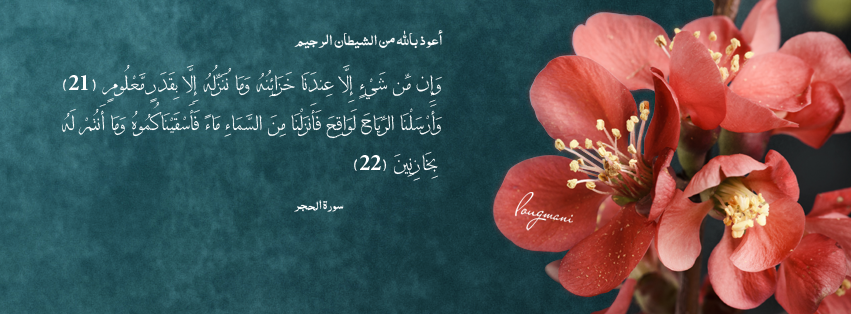 أعوذ بالله من الشيطان الرجيم
وَإِن مِّن شَيْءٍ إِلَّا عِندَنَا خَزَائِنُهُ وَمَا نُنَزِّلُهُ إِلَّا بِقَدَرٍ مَّعْلُومٍ (21)
وَأَرْسَلْنَا الرِّيَاحَ لَوَاقِحَ فَأَنزَلْنَا مِنَ السَّمَاءِ مَاءً فَأَسْقَيْنَاكُمُوهُ وَمَا أَنتُمْ لَهُ
بِخَازِنِينَ (22)
سورة الحجر
lougmani